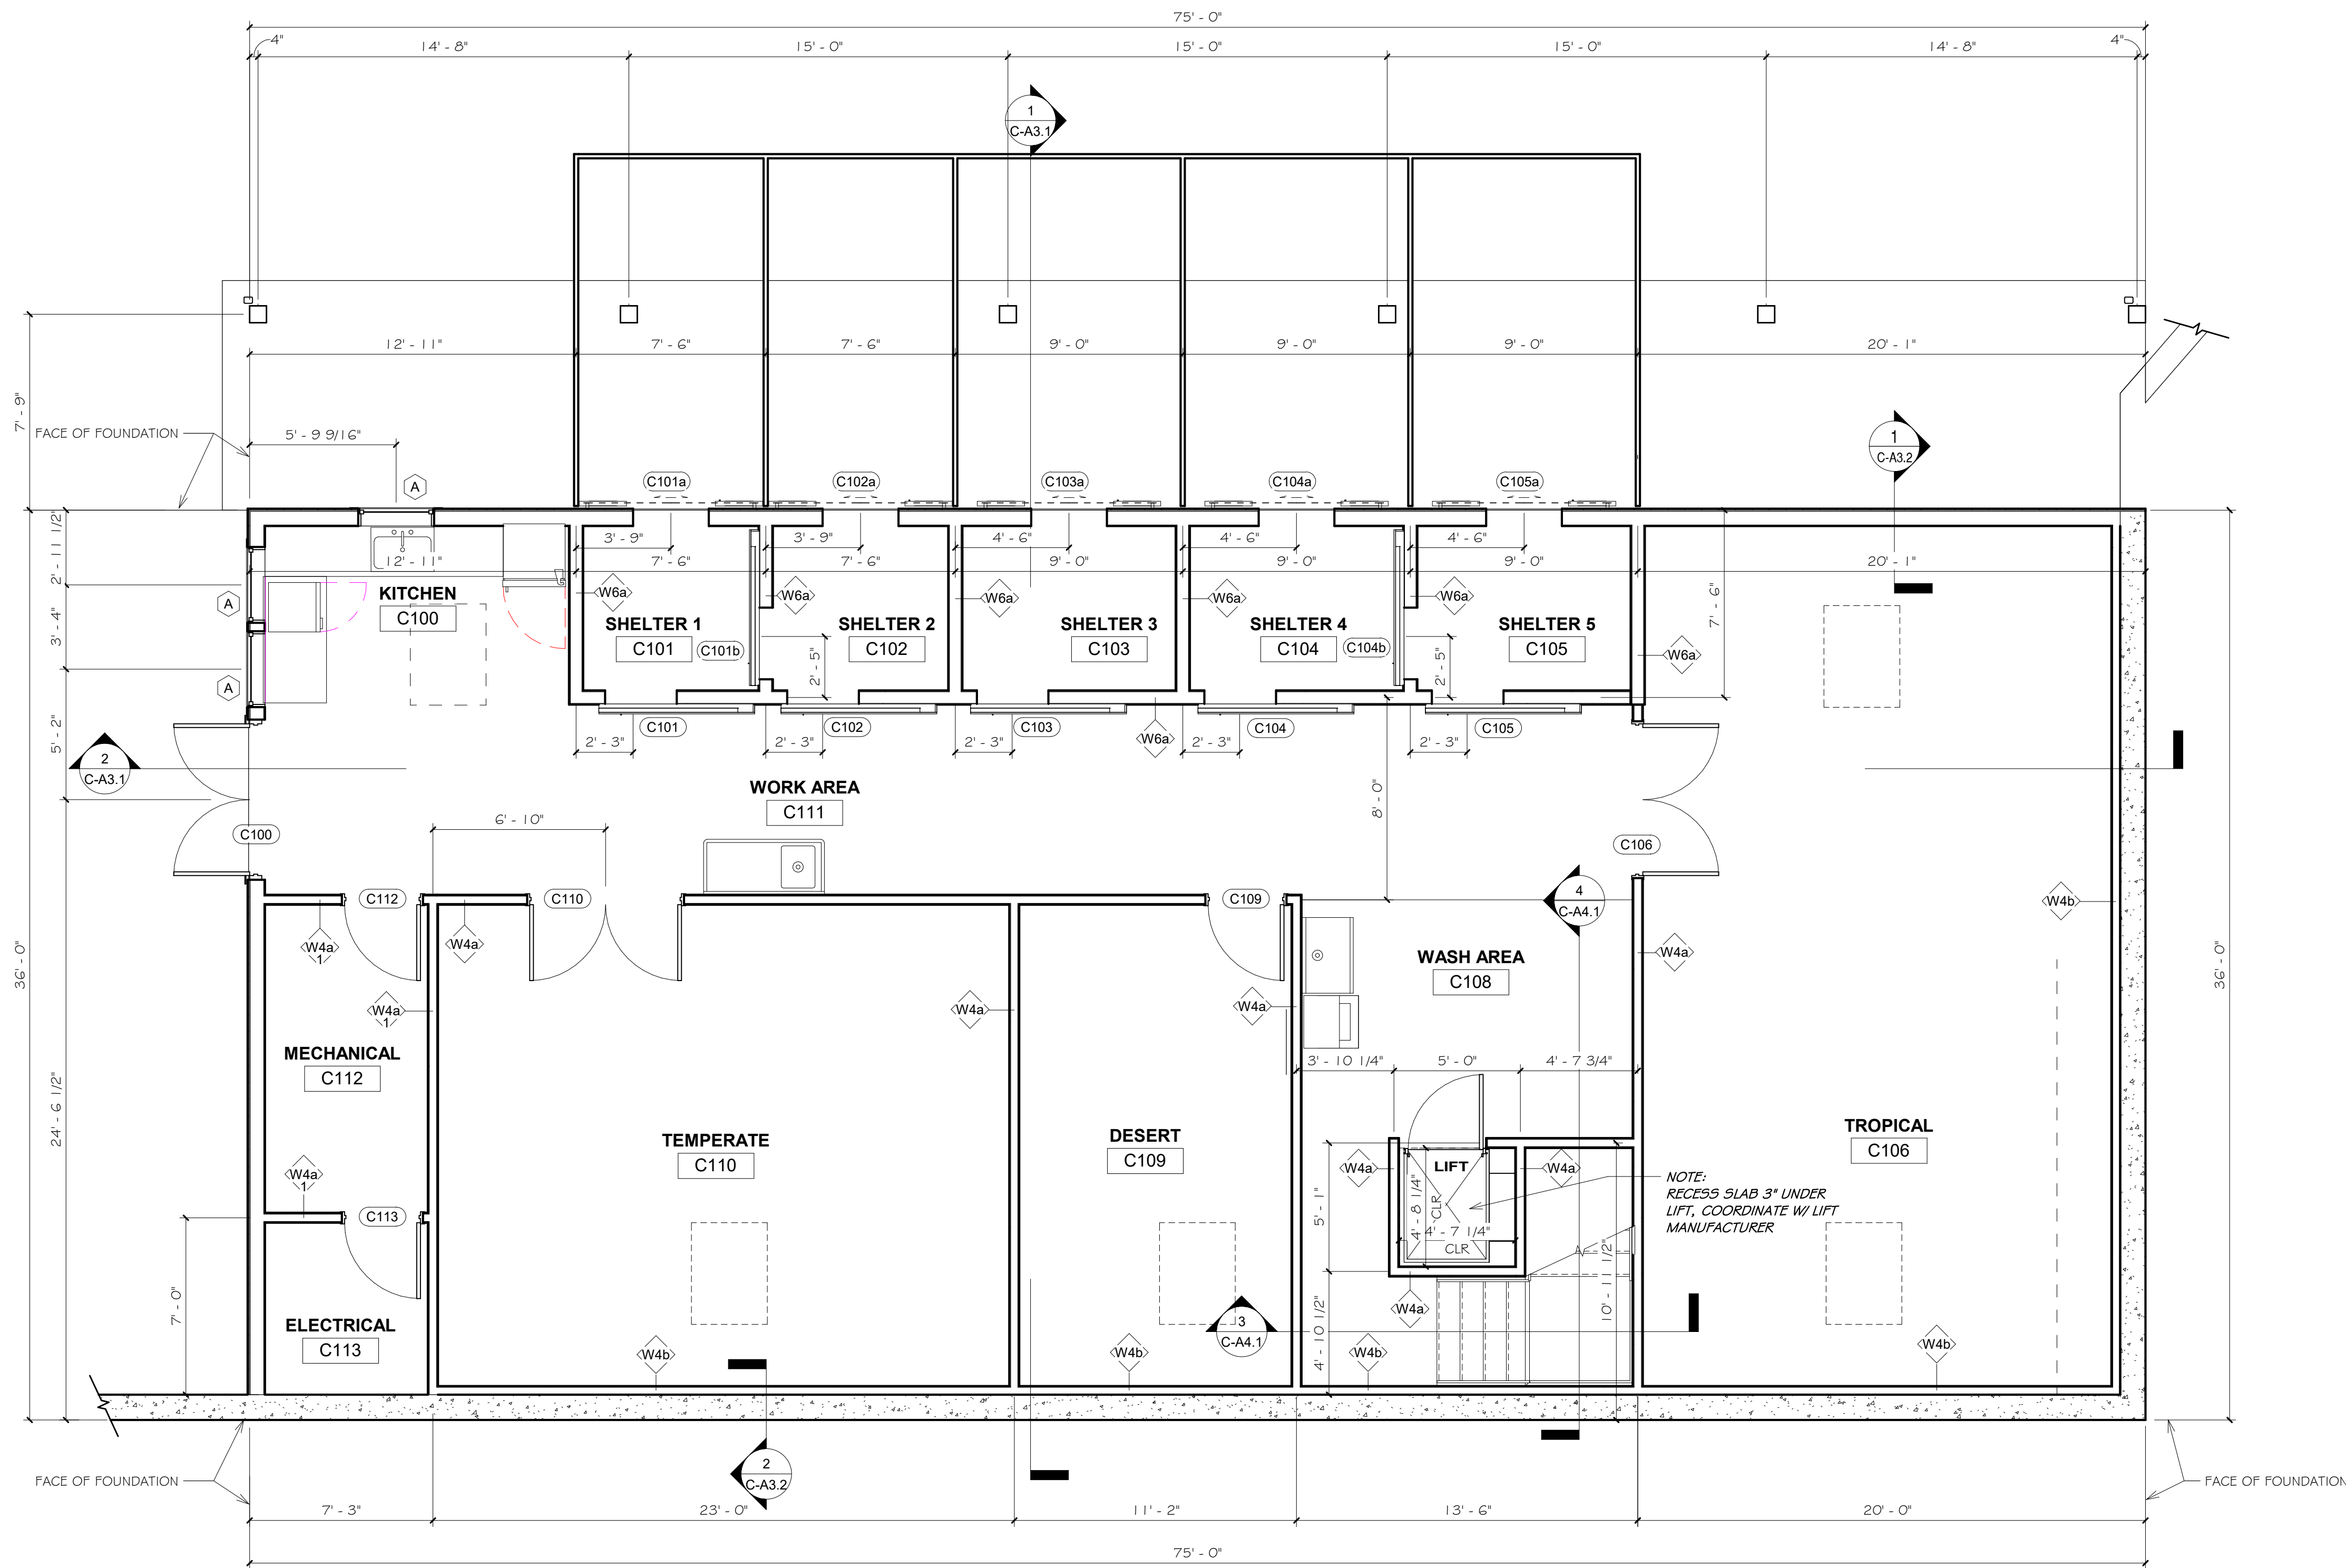 75' - 0"
4"
14' - 8"
15' - 0"
15' - 0"
15' - 0"
14' - 8"
4"
1
C-A3.1
12' - 11"
7' - 6"
7' - 6"
9' - 0"
9' - 0"
9' - 0"
20' - 1"
7' - 9"
FACE OF FOUNDATION
5' - 9 9/16"
1
C-A3.2
A
C101a
C102a
C103a
C104a
C105a
2' - 11 1/2"
3' - 9"
3' - 9"
4' - 6"
4' - 6"
4' - 6"
12' - 11"
7' - 6"
7' - 6"
9' - 0"
9' - 0"
9' - 0"
20' - 1"
KITCHEN
C100
A
3' - 4"
W6a
W6a
W6a
W6a
W6a
7' - 6"
SHELTER 1
C101
C101b
SHELTER 2
C102
SHELTER 3
C103
SHELTER 4
C104
C104b
SHELTER 5
C105
W6a
2' - 5"
2' - 5"
A
5' - 2"
C101
C102
C103
C104
C105
W6a
2' - 3"
2' - 3"
2' - 3"
2' - 3"
2' - 3"
2
C-A3.1
WORK AREA
C111
8' - 0"
6' - 10"
C100
C106
C112
C110
C109
4
C-A4.1
W4b
W4a
1
W4a
W4a
WASH AREA
C108
36' - 0"
36' - 0"
W4a
1
W4a
W4a
MECHANICAL
C112
3' - 10 1/4"
5' - 0"
4' - 7 3/4"
24' - 6 1/2"
TEMPERATE
C110
DESERT
C109
TROPICAL
C106
W4a
1
W4a
LIFT
W4a
NOTE:
RECESS SLAB 3" UNDER
LIFT, COORDINATE W/ LIFT
MANUFACTURER
5' - 1"
4' - 8 1/4"
CLR
4' - 7 1/4"
CLR
C113
10' - 11 1/2"
7' - 0"
W4a
ELECTRICAL
C113
3
C-A4.1
4' - 10 1/2"
W4b
W4b
W4b
W4b
2
C-A3.2
FACE OF FOUNDATION
FACE OF FOUNDATION
7' - 3"
23' - 0"
11' - 2"
13' - 6"
20' - 0"
75' - 0"